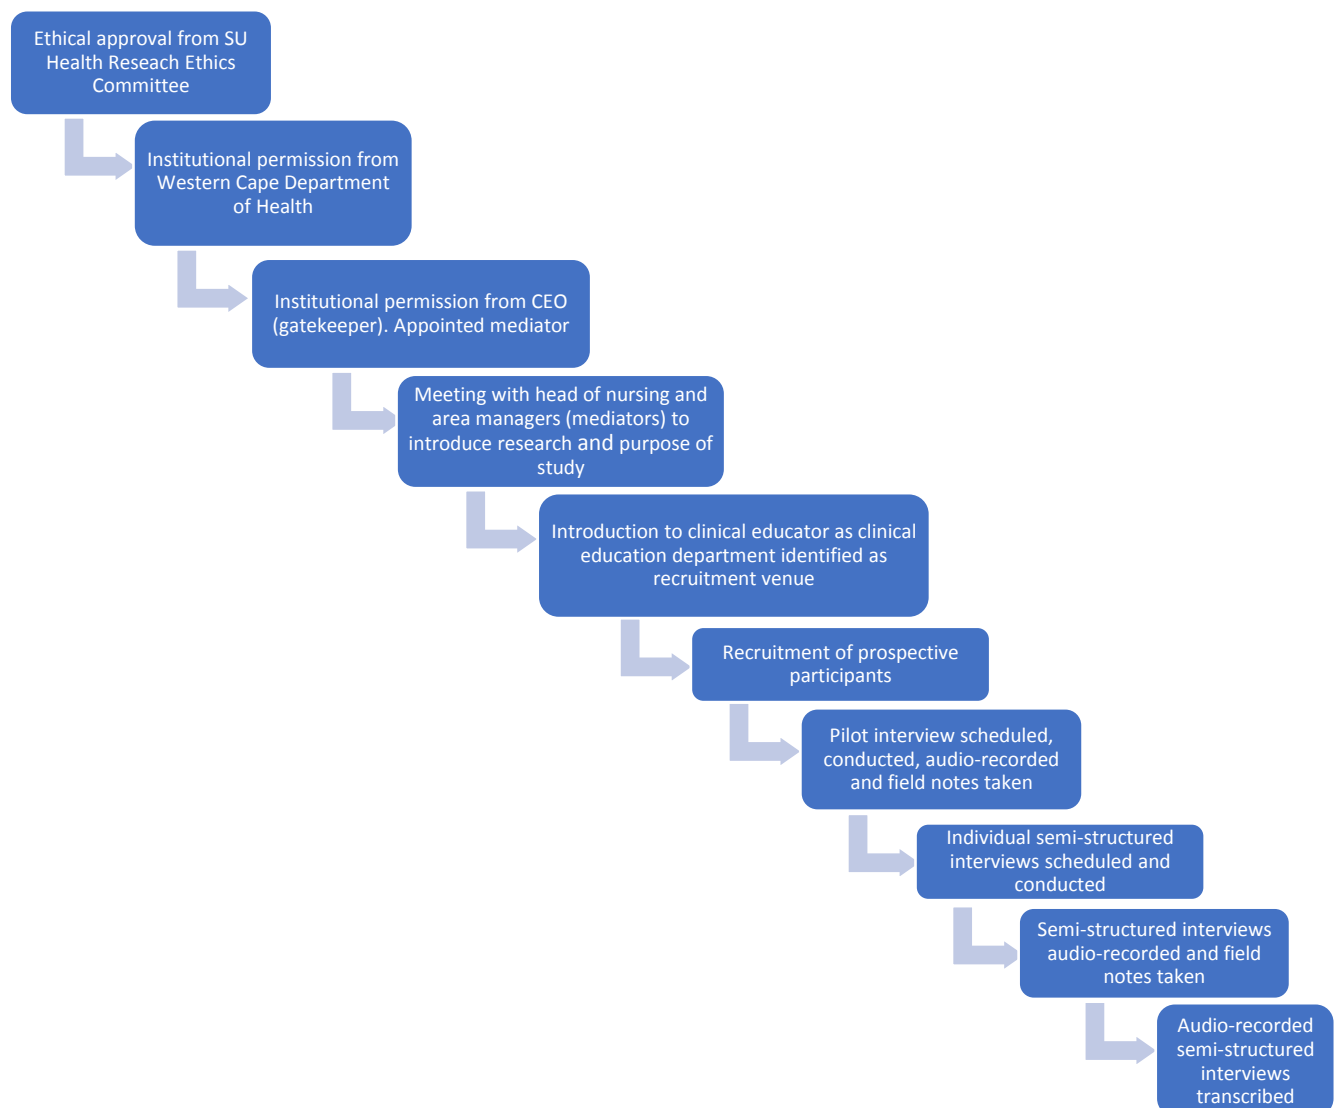 Ethical approval from SU
Health Reseach Ethics
Committee
Institutional permission from
Western Cape Department
of Health
Institutional permission from CEO
(gatekeeper). Appointed mediator
Meeting with head of nursing and
area managers (mediators) to
introduce research and purpose of
study
Introduction to clinical educator as clinical
education department identified as
recruitment venue
Recruitment of prospective
participants
Pilot interview scheduled,
conducted, audio-recorded
and field notes taken
Individual semi-structured
interviews scheduled and
conducted
Semi-structured interviews
audio-recorded and field
notes taken
Audio-recorded
semi-structured
interviews
transcribed